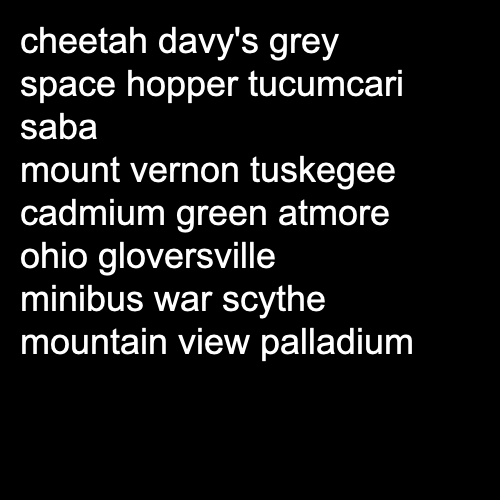 cheetah davy's grey
space hopper tucumcari
saba
mount vernon tuskegee
cadmium green atmore
ohio gloversville
minibus war scythe
mountain view palladium